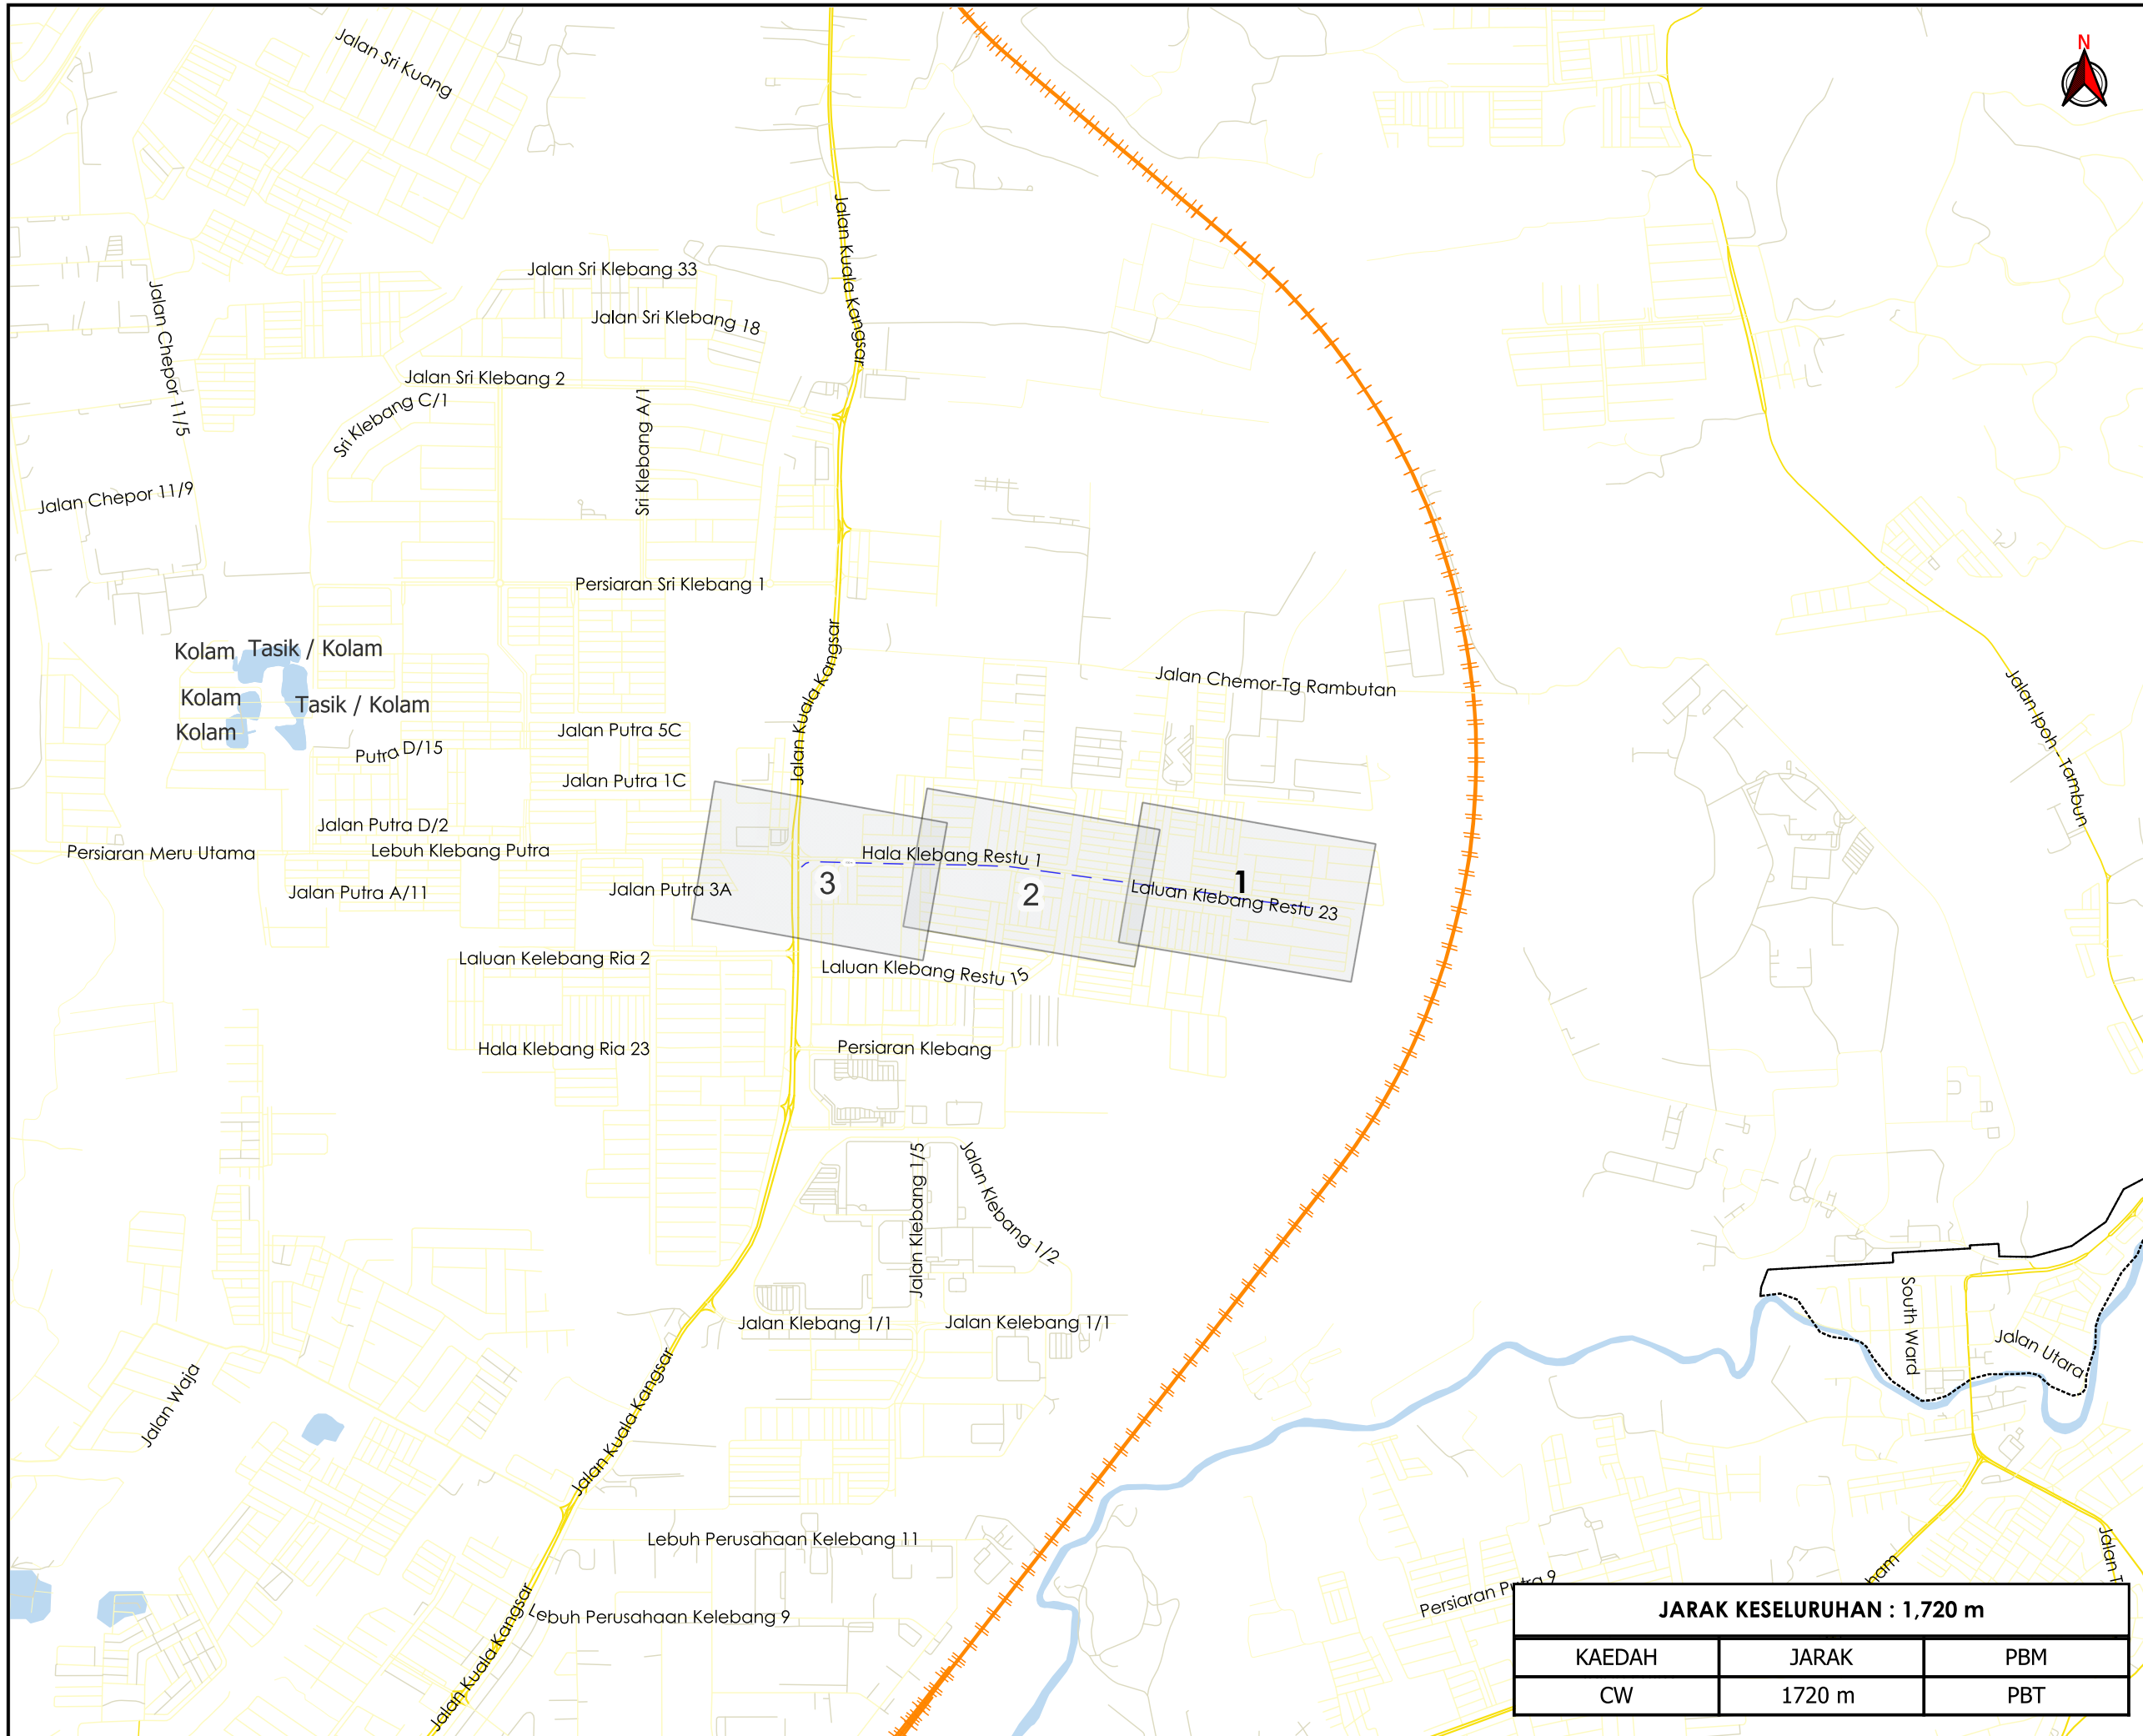 N
Jalan Sri Kuang
Jalan Kuala Kangsar
Jalan Sri Klebang 33
Jalan Chepor 11/5
Jalan Sri Klebang 18
Jalan Sri Klebang 2
Sri Klebang C/1
Sri Klebang A/1
Jalan Chepor 11/9
Persiaran Sri Klebang 1
Jalan Kuala Kangsar
Kolam
Tasik / Kolam
Kolam
Tasik / Kolam
Kolam
Jalan Chemor-Tg Rambutan
Jalan Ipoh - Tambun
Jalan Putra 5C
Putra D/15
Jalan Putra 1C
Jalan Putra D/2
Persiaran Meru Utama
Lebuh Klebang Putra
Hala Klebang Restu 1
Jalan Putra A/11
Jalan Putra 3A
3
2
1
Laluan Klebang Restu 23
Laluan Kelebang Ria 2
Laluan Klebang Restu 15
Hala Klebang Ria 23
Persiaran Klebang
Jalan Klebang 1/5
Jalan Klebang 1/2
South Ward
Jalan Utara
Jalan Klebang 1/1
Jalan Kelebang 1/1
Jalan Waja
Jalan Kuala Kangsar
Lebuh Perusahaan Kelebang 11
Lebuh Perusahaan Kelebang 9
Jalan Kuala Kangsar
Persiaran Putra 9
ham
Jalan T
JARAK KESELURUHAN : 1,720 m
KAEDAH JARAK PBM
CW 1720 m PBT